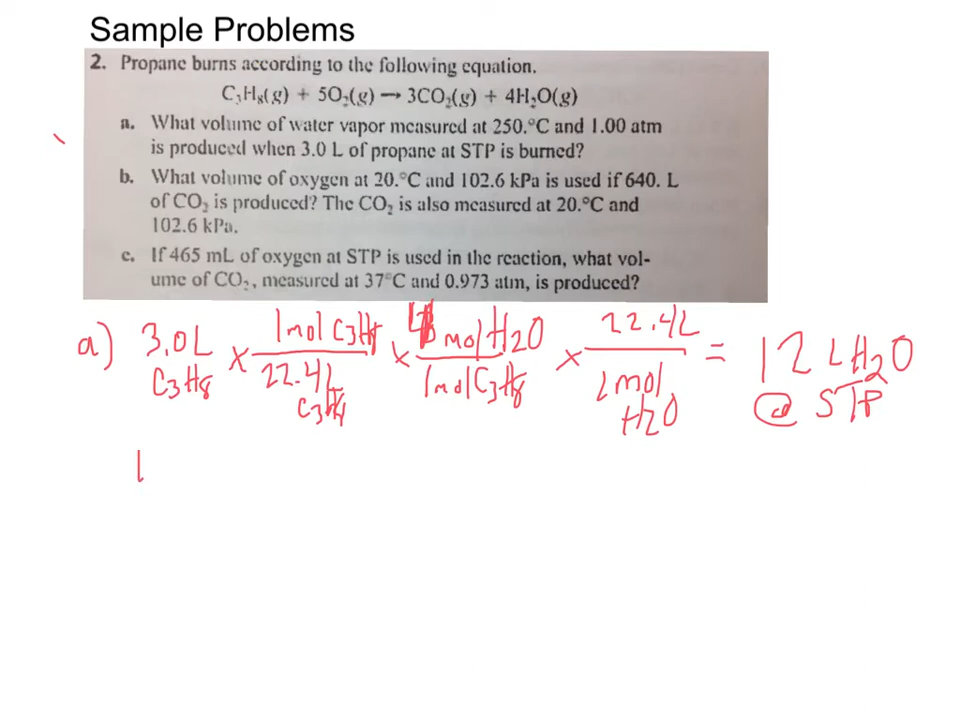 Sample Problems
2. Propane burns according to the following equation.
C₃H₈(g) + 5O₂(g) → 3CO₂(g) + 4H₂O(g)
a. What volume of water vapor measured at 250.°C and 1.00 atm
is produced when 3.0 L of propane at STP is burned?
b. What volume of oxygen at 20.°C and 102.6 kPa is used if 640. L
of CO₂ is produced? The CO₂ is also measured at 20.°C and
102.6 kPa.
c. If 465 mL of oxygen at STP is used in the reaction, what vol-
ume of CO₂, measured at 37°C and 0.973 atm, is produced?
a) 3.0L C3H8 × 1 mol C3H8 / 22.4L C3H8 × 4 mol H2O / 1 mol C3H8 × 22.4L / 1 mol H2O = 12 L H2O @ STP